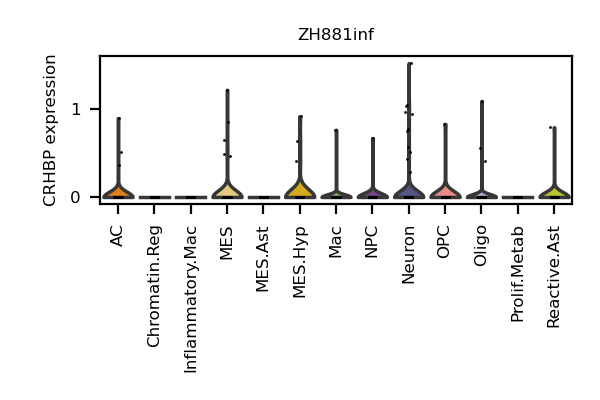 ZH881inf
CRHBP expression
1
0
AC
Chromatin.Reg
Inflammatory.Mac
MES
MES.Ast
MES.Hyp
Mac
NPC
Neuron
OPC
Oligo
Prolif.Metab
Reactive.Ast